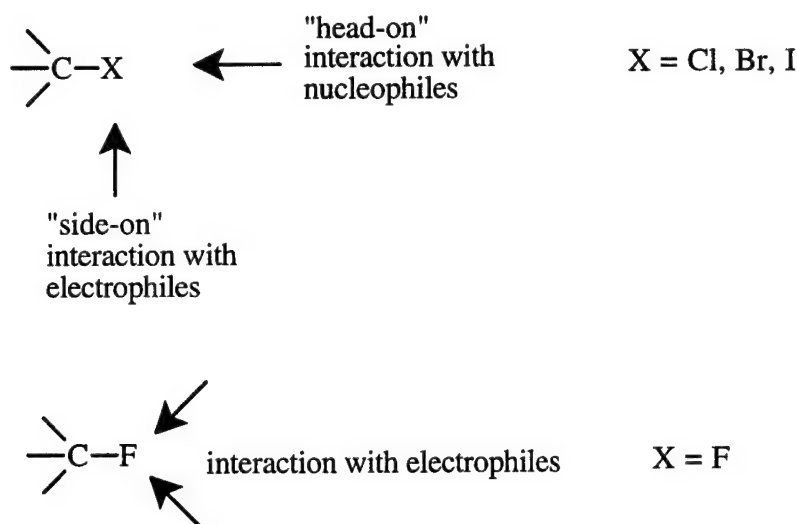 "head-on"
interaction with
nucleophiles
C—X
X = Cl, Br, I
"side-on"
interaction with
electrophiles
C—F
interaction with electrophiles
X = F